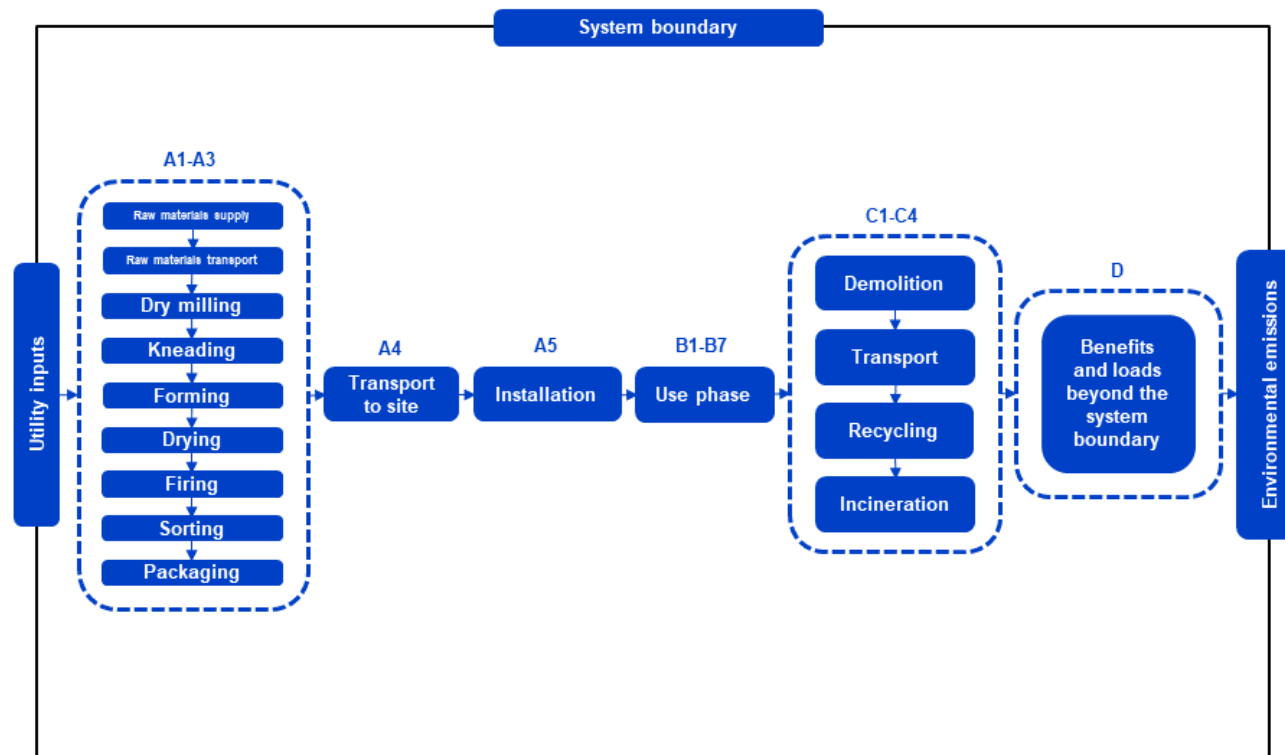 System boundary
Utility inputs
A1-A3
Raw materials supply
Raw materials transport
Dry milling
Kneading
Forming
Drying
Firing
Sorting
Packaging
A4
Transport
to site
A5
Installation
B1-B7
Use phase
C1-C4
Demolition
Transport
Recycling
Incineration
D
Benefits
and loads
beyond the
system
boundary
Environmental emissions